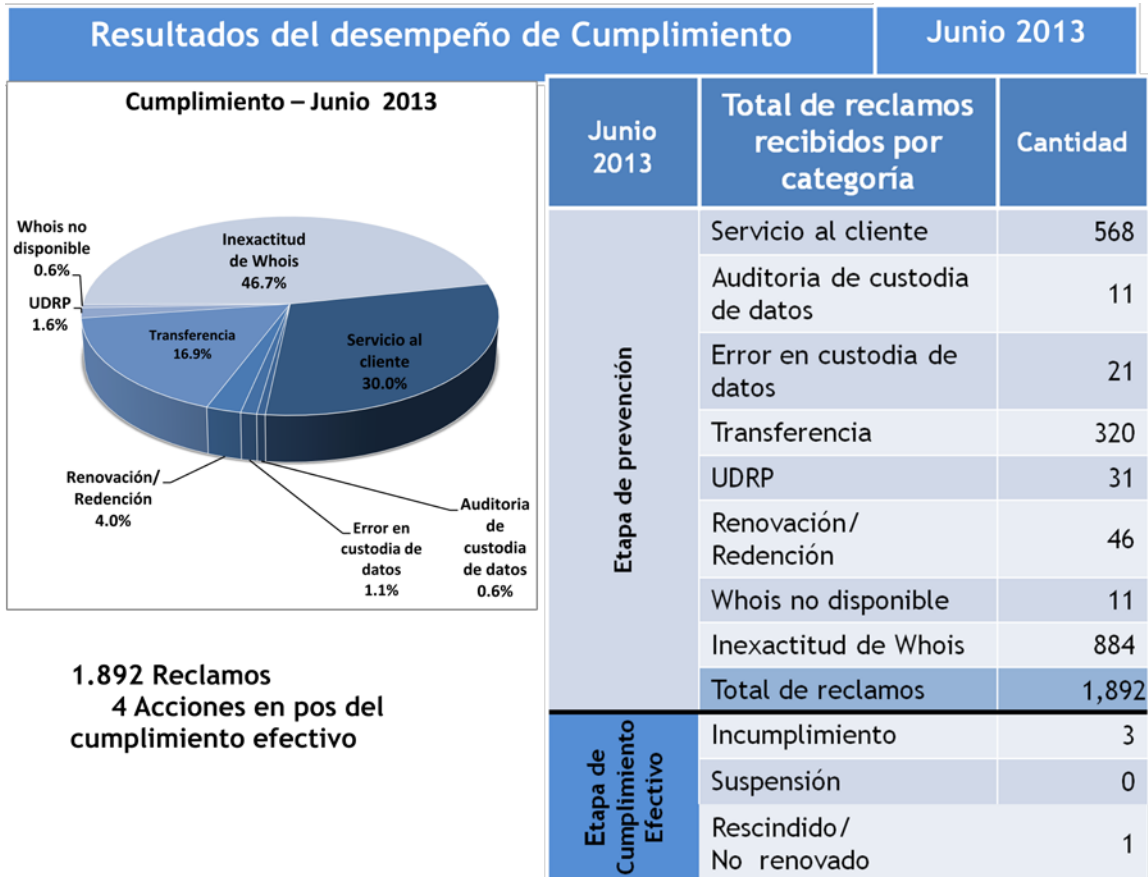 Resultados del desempeño de Cumplimiento
Junio 2013
Cumplimiento – Junio 2013
Whois no
disponible
0.6%
UDRP
1.6%
Inexactitud
de Whois
46.7%
Transferencia
16.9%
Servicio al
cliente
30.0%
Renovación/
Redención
4.0%
Error en
custodia de
datos
1.1%
Auditoria
de
custodia
de datos
0.6%
1.892 Reclamos
4 Acciones en pos del
cumplimiento efectivo
Junio
2013
Total de reclamos
recibidos por
categoría
Cantidad
Etapa de prevención
Servicio al cliente 568
Auditoria de custodia
de datos 11
Error en custodia de
datos 21
Transferencia 320
UDRP 31
Renovación/
Redención 46
Whois no disponible 11
Inexactitud de Whois 884
Total de reclamos 1,892
Etapa de
Cumplimiento
Efectivo
Incumplimiento 3
Suspensión 0
Rescindido/
No renovado 1